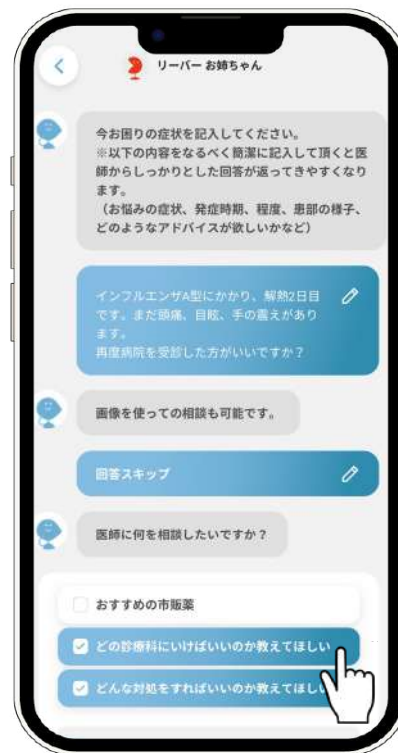 リーバー お姉ちゃん
今お困りの症状を記入してください。
※以下の内容をなるべく簡潔に記入して頂くと医
師からしっかりとした回答が返ってきやすくなり
ます。
（お悩みの症状、発症時期、程度、患部の様子、
どのようなアドバイスが欲しいかなど）
インフルエンザA型にかかり、解熱2日目
です。まだ頭痛、目眩、手の震えがあり
ます。
再度病院を受診した方がいいですか？
画像を使っての相談も可能です。
回答スキップ
医師に何を相談したいですか？
おすすめの市販薬
どの診療科にいけばいいのか教えてほしい
どんな対処をすればいいのか教えてほし